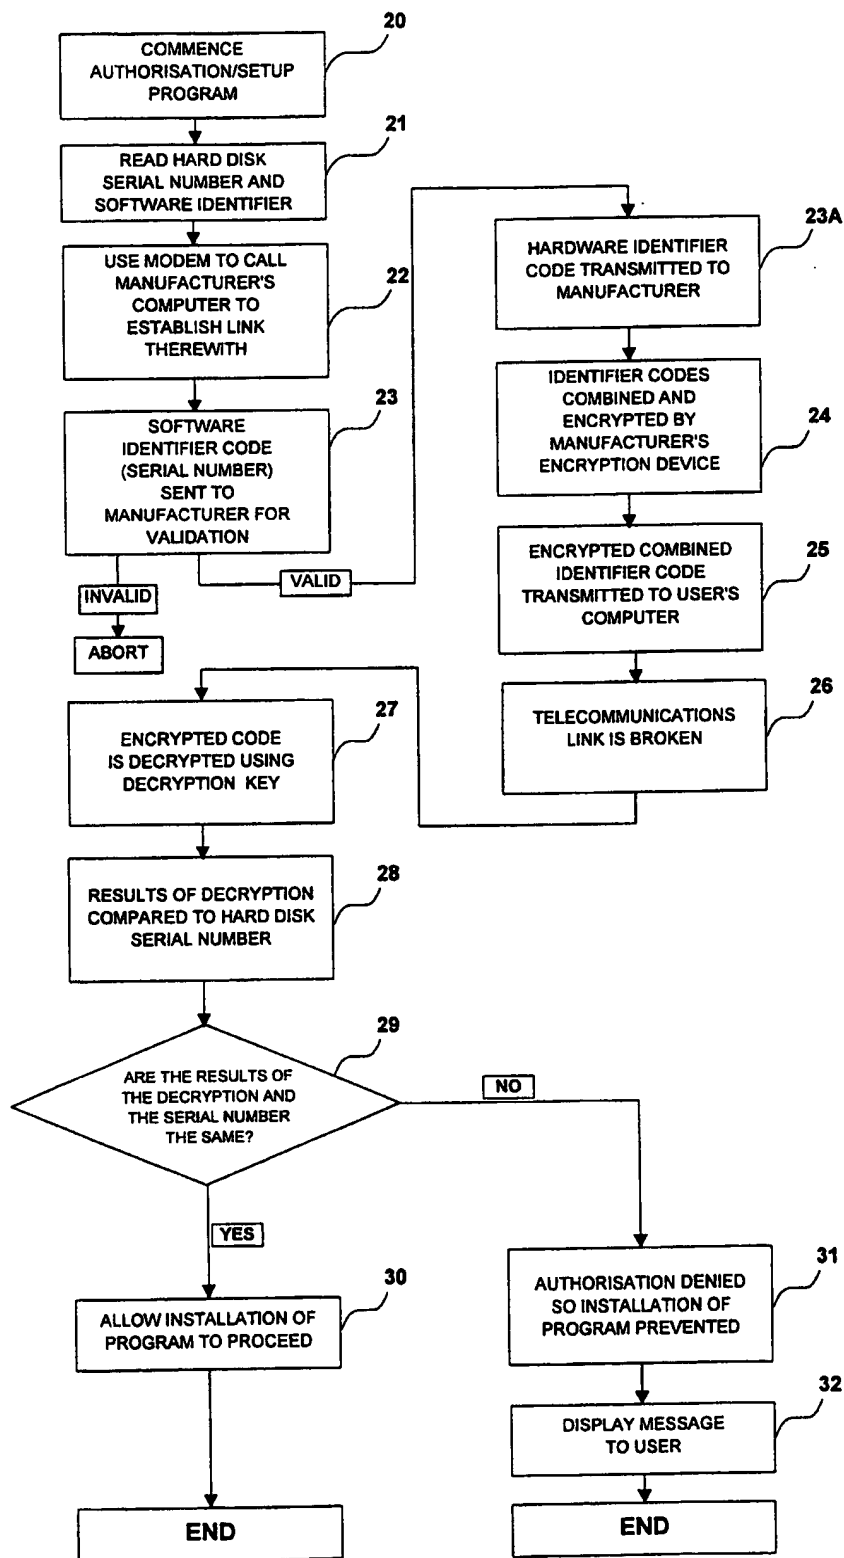 20
COMMENCE
AUTHORISATION/SETUP
PROGRAM
21
READ HARD DISK
SERIAL NUMBER AND
SOFTWARE IDENTIFIER
22
USE MODEM TO CALL
MANUFACTURER'S
COMPUTER TO
ESTABLISH LINK
THEREWITH
23
SOFTWARE
IDENTIFIER CODE
(SERIAL NUMBER)
SENT TO
MANUFACTURER FOR
VALIDATION
INVALID
VALID
ABORT
23A
HARDWARE IDENTIFIER
CODE TRANSMITTED TO
MANUFACTURER
24
IDENTIFIER CODES
COMBINED AND
ENCRYPTED BY
MANUFACTURER'S
ENCRYPTION DEVICE
25
ENCRYPTED COMBINED
IDENTIFIER CODE
TRANSMITTED TO USER'S
COMPUTER
26
TELECOMMUNICATIONS
LINK IS BROKEN
27
ENCRYPTED CODE
IS DECRYPTED USING
DECRYPTION KEY
28
RESULTS OF DECRYPTION
COMPARED TO HARD DISK
SERIAL NUMBER
29
ARE THE RESULTS OF
THE DECRYPTION AND
THE SERIAL NUMBER
THE SAME?
NO
YES
30
ALLOW INSTALLATION OF
PROGRAM TO PROCEED
END
31
AUTHORISATION DENIED
SO INSTALLATION OF
PROGRAM PREVENTED
32
DISPLAY MESSAGE
TO USER
END